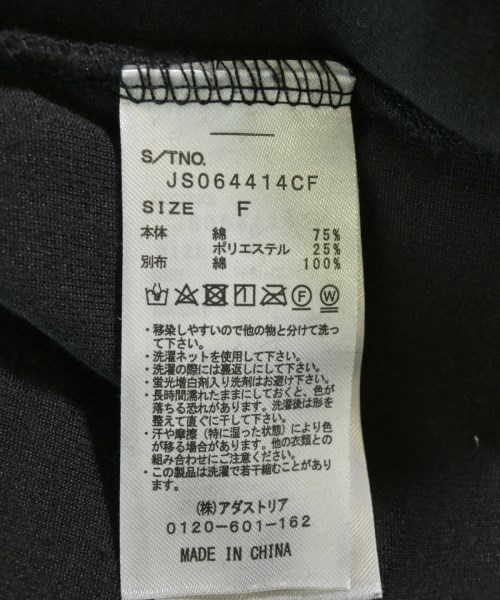 S/TNO.
JS064414CF
SIZE F
本体 綿 75%
ポリエステル 25%
別布 綿 100%
F W
・移染しやすいので他の物と分けて洗っ
て下さい。
・洗濯ネットを使用して下さい。
・洗濯の際には裏返しにして下さい。
・蛍光増白剤入り洗剤はお避け下さい。
・長時間濡れたままにしておくと、色が
落ちる恐れがあります。洗濯後は形を
整えて直ぐに干して下さい。
・汗や摩擦（特に湿った状態）により色
が移る場合があります。他の衣類との
組み合わせにご注意ください。
・この製品は洗濯で若干縮むことがあり
ます。
(株)アダストリア
0120-601-162
MADE IN CHINA